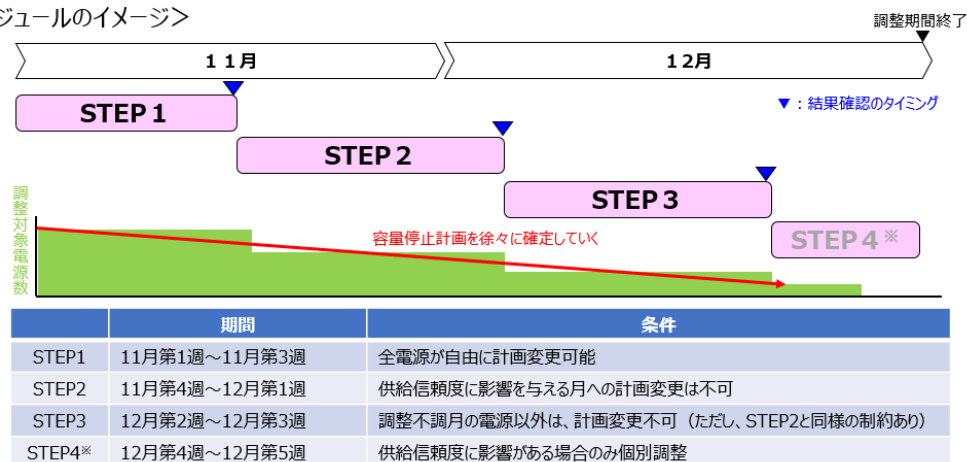 ジュールのイメージ＞
調整期間終了
１１月
１２月
▼：結果確認のタイミング
STEP１
STEP２
STEP３
STEP４※
調整対象電源数
容量停止計画を徐々に確定していく
期間 条件
STEP1 11月第1週～11月第3週 全電源が自由に計画変更可能
STEP2 11月第4週～12月第1週 供給信頼度に影響を与える月への計画変更は不可
STEP3 12月第2週～12月第3週 調整不調月の電源以外は、計画変更不可（ただし、STEP2と同様の制約あり）
STEP4※ 12月第4週～12月第5週 供給信頼度に影響がある場合のみ個別調整